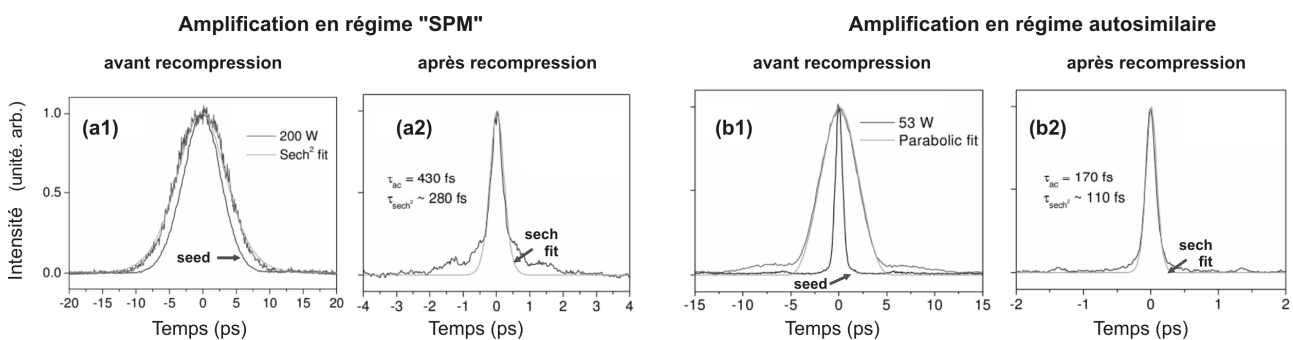 Amplification en régime "SPM"
Amplification en régime autosimilaire
avant recompression
après recompression
avant recompression
après recompression
Intensité (unité. arb.)
1.0
0.5
0.0
(a1)
200 W
Sech² fit
seed
-20 -15 -10 -5 0 5 10 15 20
Temps (ps)
(a2)
τac = 430 fs
τsech² ~ 280 fs
sech
fit
-4 -3 -2 -1 0 1 2 3 4
Temps (ps)
(b1)
53 W
Parabolic fit
seed
-15 -10 -5 0 5 10 15
Temps (ps)
(b2)
τac = 170 fs
τsech² ~ 110 fs
sech
fit
-2 -1 0 1 2
Temps (ps)